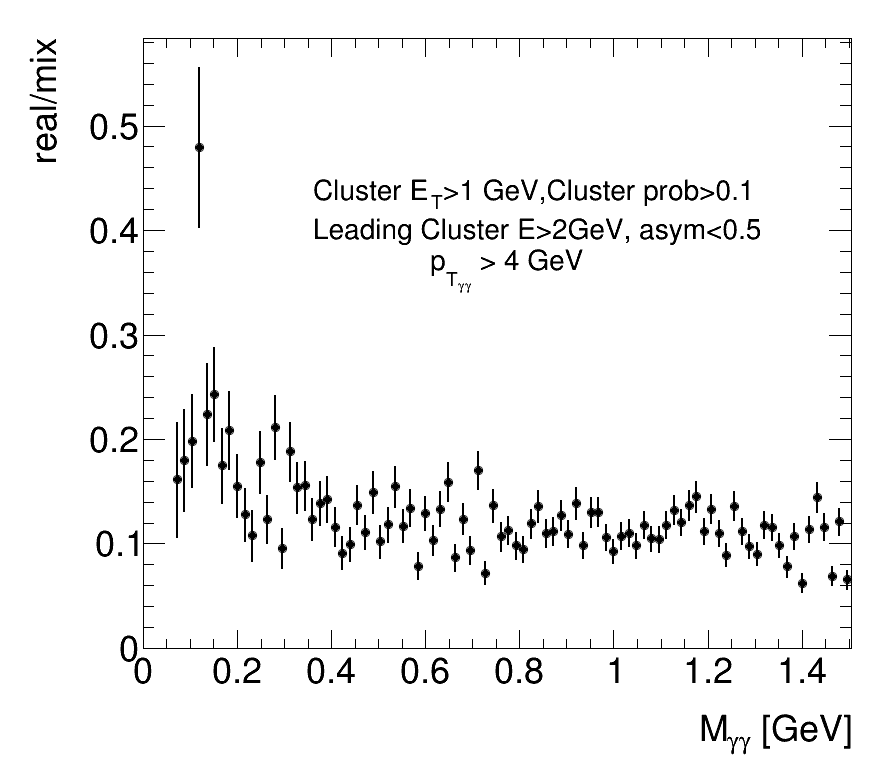 real/mix
0.5
0.4
0.3
0.2
0.1
0
Cluster E_T>1 GeV,Cluster prob>0.1
Leading Cluster E>2GeV, asym<0.5
p_Tγγ > 4 GeV
0 0.2 0.4 0.6 0.8 1 1.2 1.4
M_γγ [GeV]